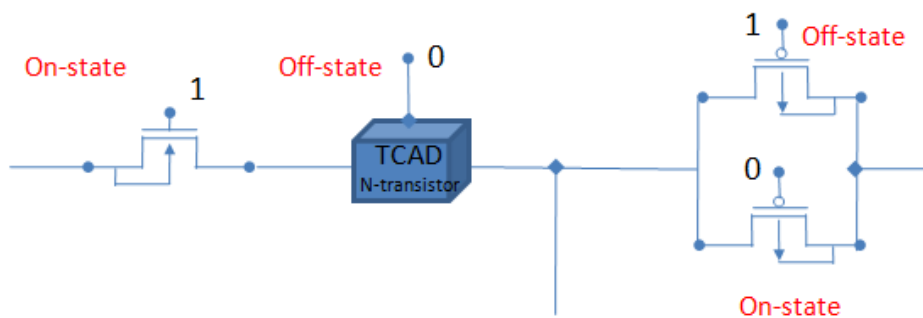 On-state
1
Off-state
0
TCAD
N-transistor
1
Off-state
0
On-state